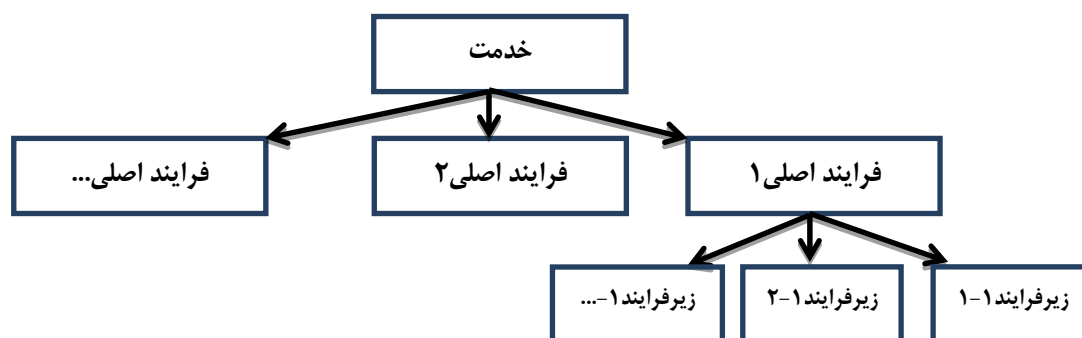 خدمت
فرایند اصلی۱
فرایند اصلی۲
فرایند اصلی...
زیرفرایند۱-۱
زیرفرایند۱-۲
زیرفرایند۱-...